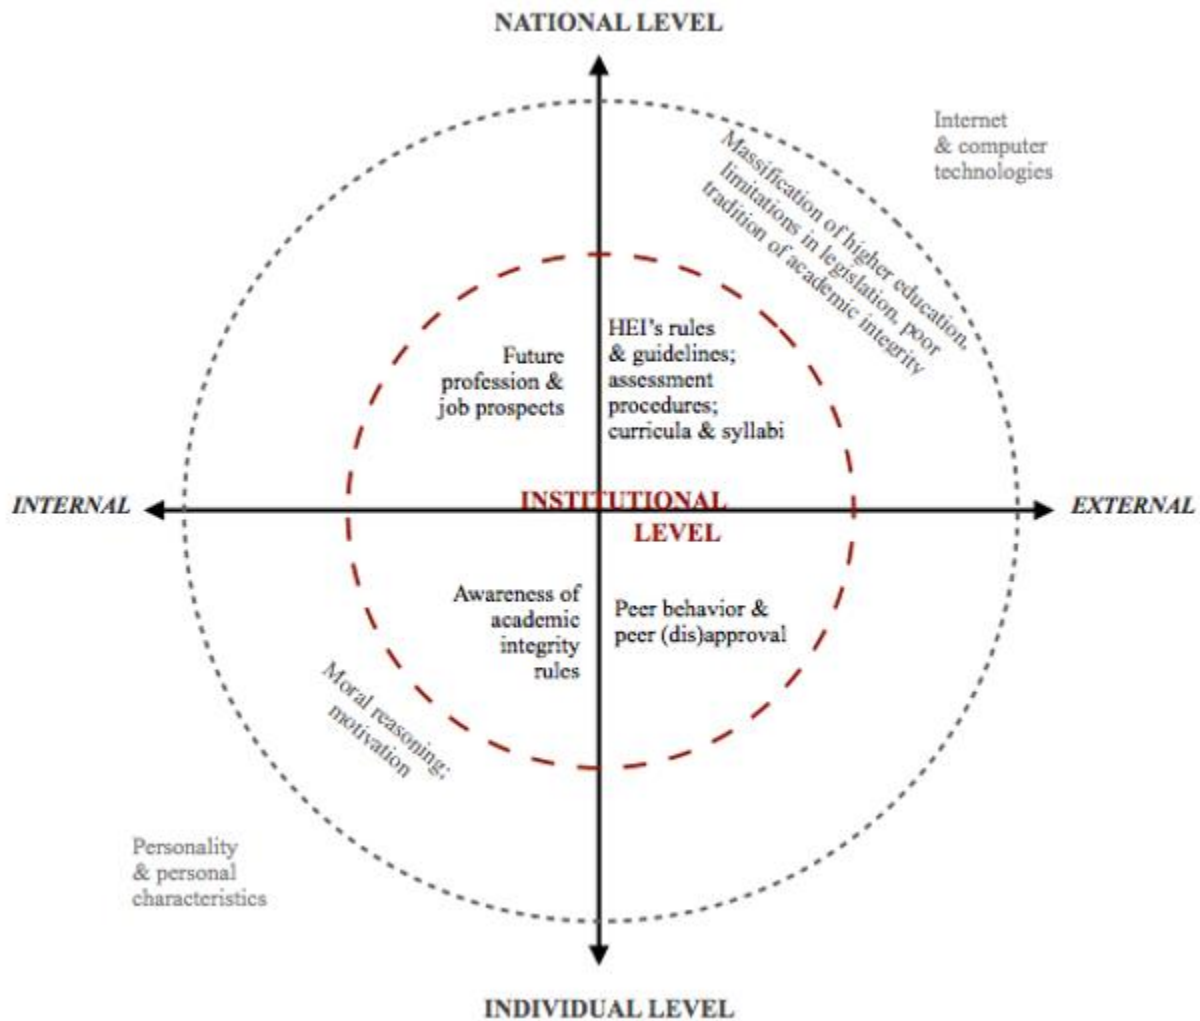 NATIONAL LEVEL
Internet
& computer
technologies
Massification of higher education,
limitations in legislation, poor
tradition of academic integrity
Future
profession &
job prospects
HEI's rules
& guidelines;
assessment
procedures;
curricula & syllabi
INTERNAL
INSTITUTIONAL
LEVEL
EXTERNAL
Awareness of
academic
integrity
rules
Peer behavior &
peer (dis)approval
Moral reasoning;
motivation
Personality
& personal
characteristics
INDIVIDUAL LEVEL